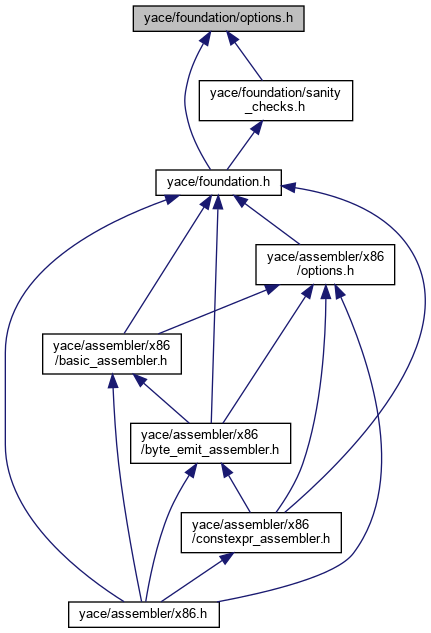 yace/foundation/options.h
yace/foundation/sanity
_checks.h
yace/foundation.h
yace/assembler/x86
/options.h
yace/assembler/x86
/basic_assembler.h
yace/assembler/x86
/byte_emit_assembler.h
yace/assembler/x86
/constexpr_assembler.h
yace/assembler/x86.h